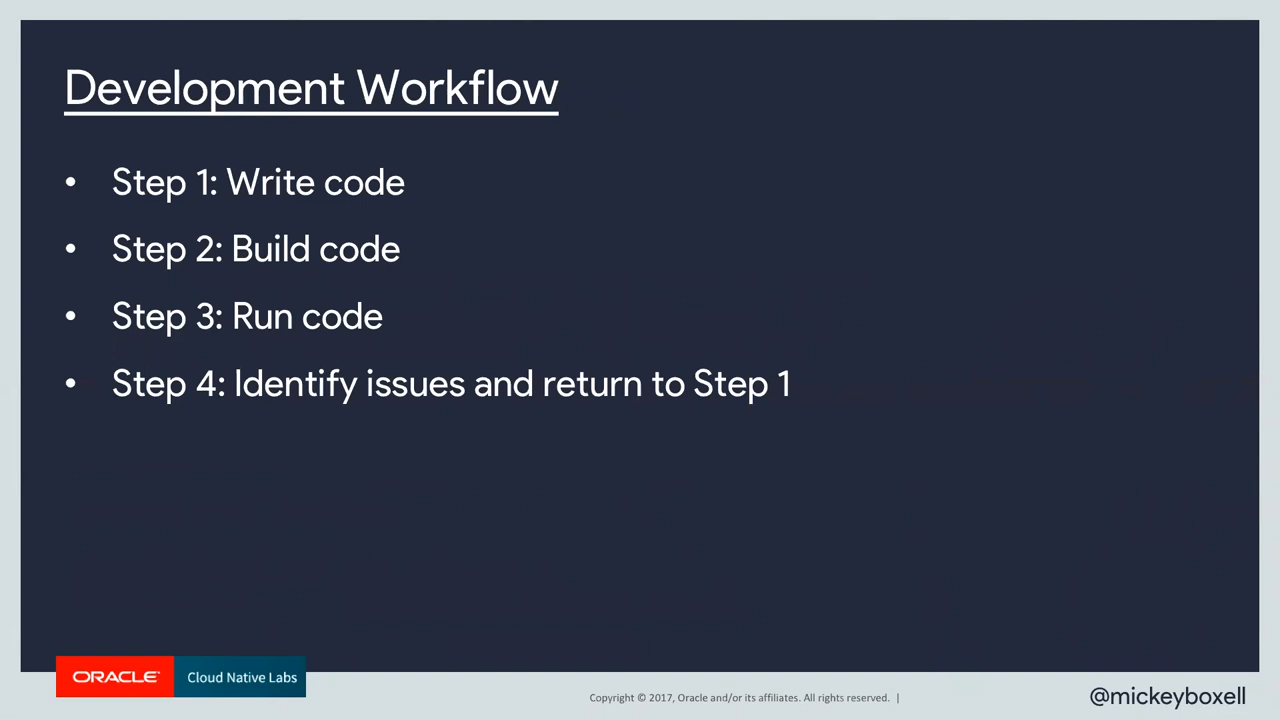 Development Workflow
• Step 1: Write code
• Step 2: Build code
• Step 3: Run code
• Step 4: Identify issues and return to Step 1
ORACLE Cloud Native Labs
Copyright © 2017, Oracle and/or its affiliates. All rights reserved. |
@mickeyboxell